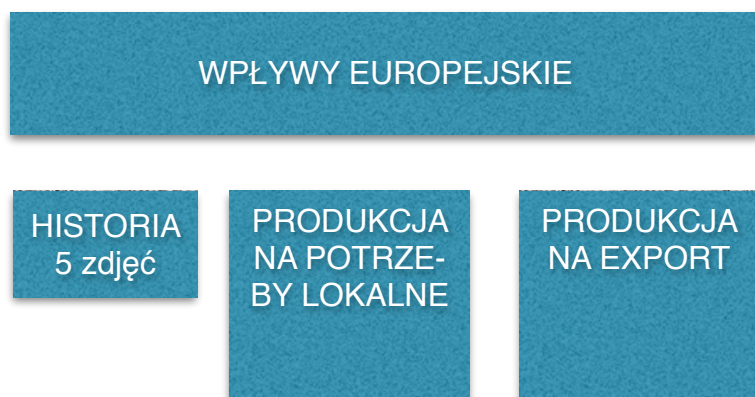 WPŁYWY EUROPEJSKIE
HISTORIA
5 zdjęć
PRODUKCJA
NA POTRZE-
BY LOKALNE
PRODUKCJA
NA EXPORT